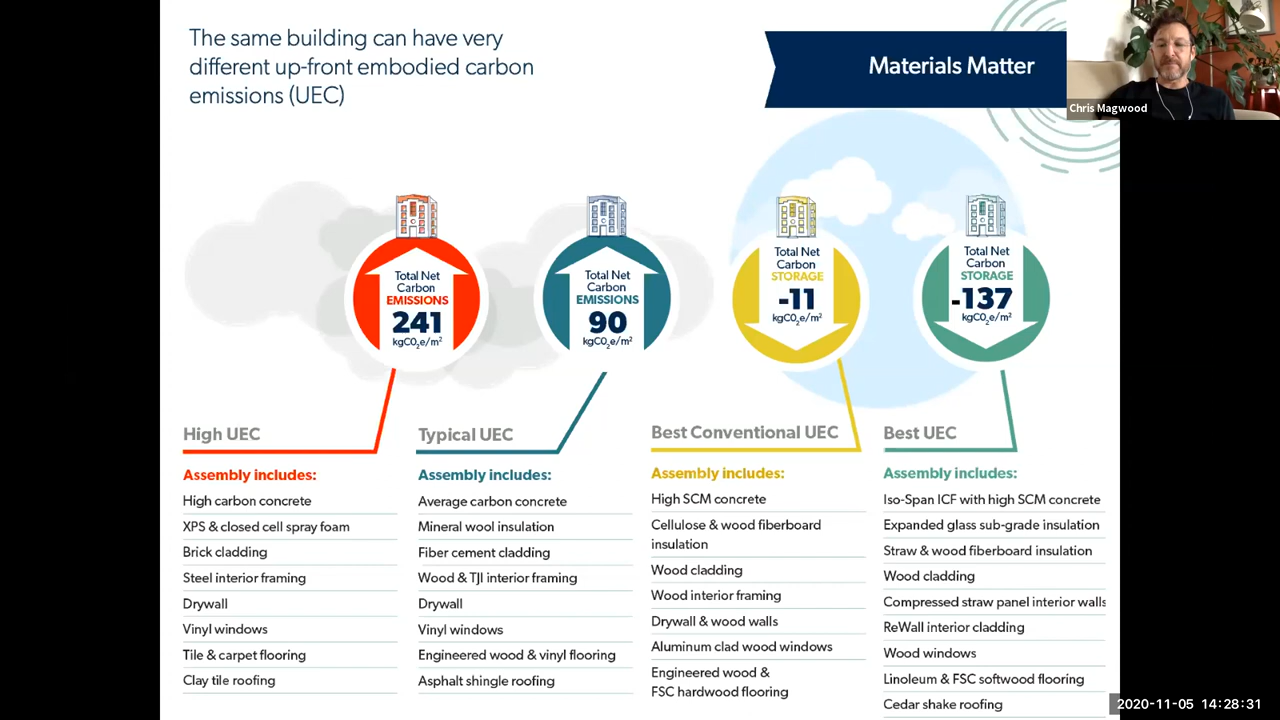 The same building can have very
different up-front embodied carbon
emissions (UEC)
Materials Matter
Chris Magwood
Total Net
Carbon
EMISSIONS
241
kgCO₂e/m²
Total Net
Carbon
EMISSIONS
90
kgCO₂e/m²
Total Net
Carbon
STORAGE
-11
kgCO₂e/m²
Total Net
Carbon
STORAGE
-137
kgCO₂e/m²
High UEC
Assembly includes:
High carbon concrete
XPS & closed cell spray foam
Brick cladding
Steel interior framing
Drywall
Vinyl windows
Tile & carpet flooring
Clay tile roofing
Typical UEC
Assembly includes:
Average carbon concrete
Mineral wool insulation
Fiber cement cladding
Wood & TJI interior framing
Drywall
Vinyl windows
Engineered wood & vinyl flooring
Asphalt shingle roofing
Best Conventional UEC
Assembly includes:
High SCM concrete
Cellulose & wood fiberboard
insulation
Wood cladding
Wood interior framing
Drywall & wood walls
Aluminum clad wood windows
Engineered wood &
FSC hardwood flooring
Best UEC
Assembly includes:
Iso-Span ICF with high SCM concrete
Expanded glass sub-grade insulation
Straw & wood fiberboard insulation
Wood cladding
Compressed straw panel interior walls
ReWall interior cladding
Wood windows
Linoleum & FSC softwood flooring
Cedar shake roofing
2020-11-05 14:28:31